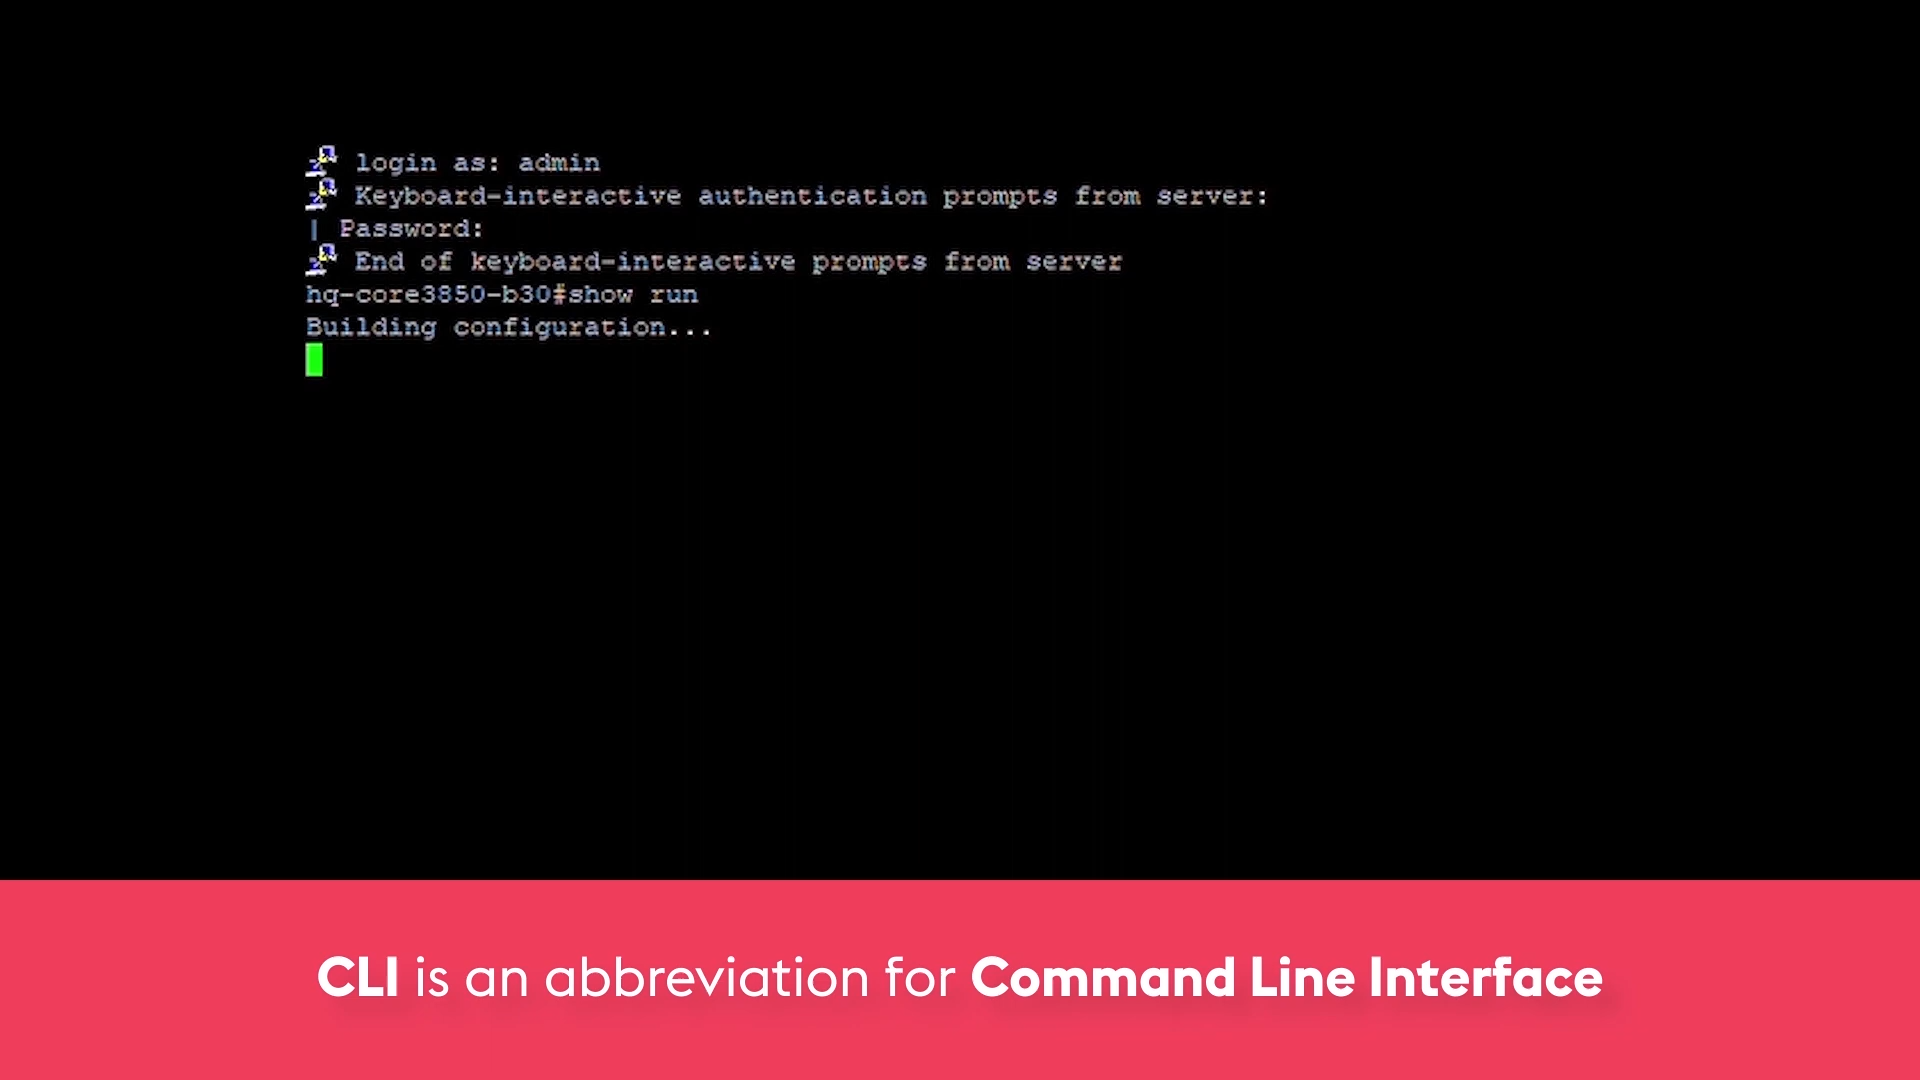 login as: admin
Keyboard-interactive authentication prompts from server:
| Password:
End of keyboard-interactive prompts from server
hq-core3850-b30#show run
Building configuration...
CLI is an abbreviation for Command Line Interface